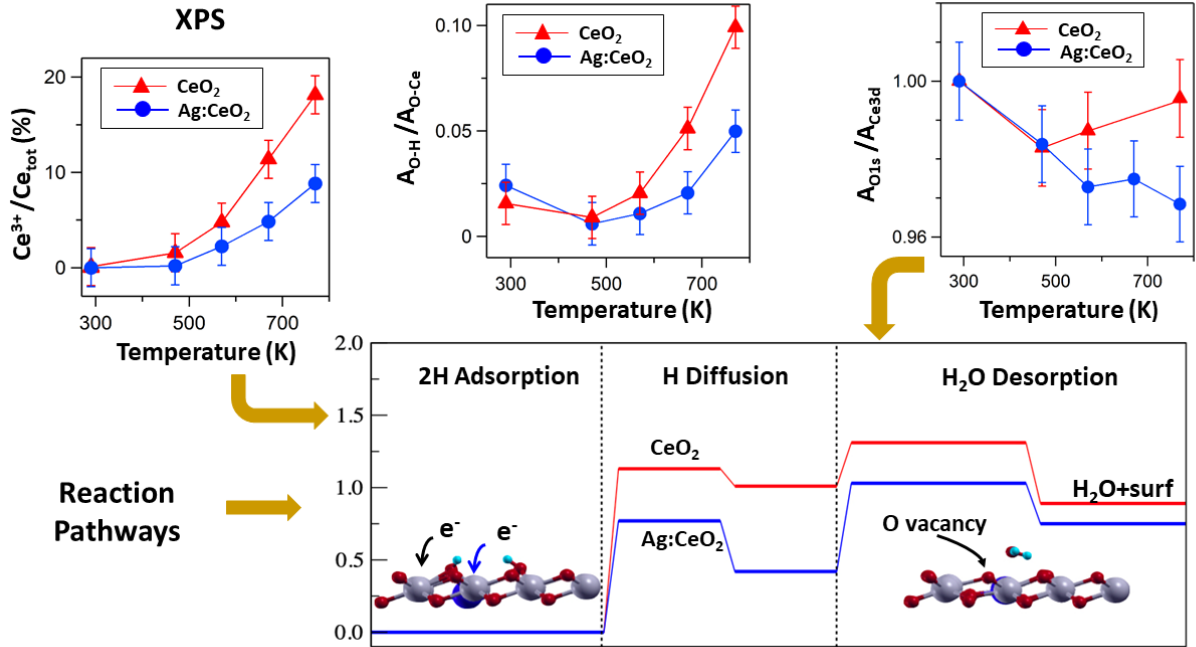 XPS
CeO2
Ag:CeO2
Ce3+/Cetot (%)
20
10
0
300
500
700
Temperature (K)
CeO2
Ag:CeO2
AO-H /AO-Ce
0.10
0.05
0
300
500
700
Temperature (K)
CeO2
Ag:CeO2
AO1s /ACe3d
1.00
0.96
300
500
700
Temperature (K)
Reaction
Pathways
2.0
1.5
1.0
0.5
0.0
2H Adsorption
H Diffusion
H2O Desorption
CeO2
Ag:CeO2
H2O+surf
e-
e-
O vacancy